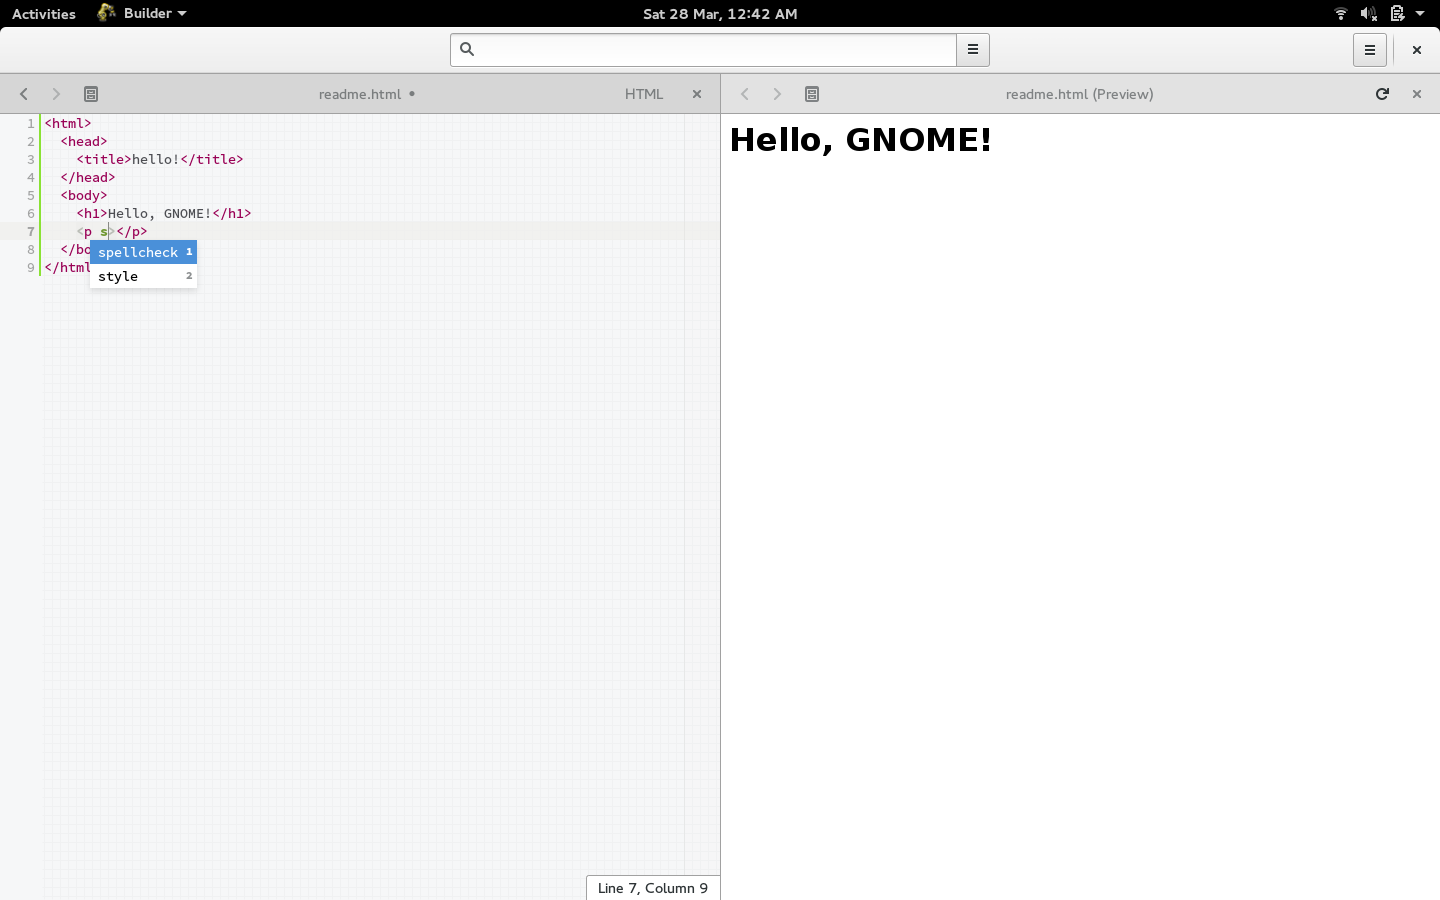 Activities Builder Sat 28 Mar, 12:42 AM
readme.html • HTML
readme.html (Preview)
1 <html>
2   <head>
3     <title>hello!</title>
4   </head>
5   <body>
6     <h1>Hello, GNOME!</h1>
7     <p s></p>
8   </bo
9 </html
spellcheck 1
style 2
Line 7, Column 9
Hello, GNOME!